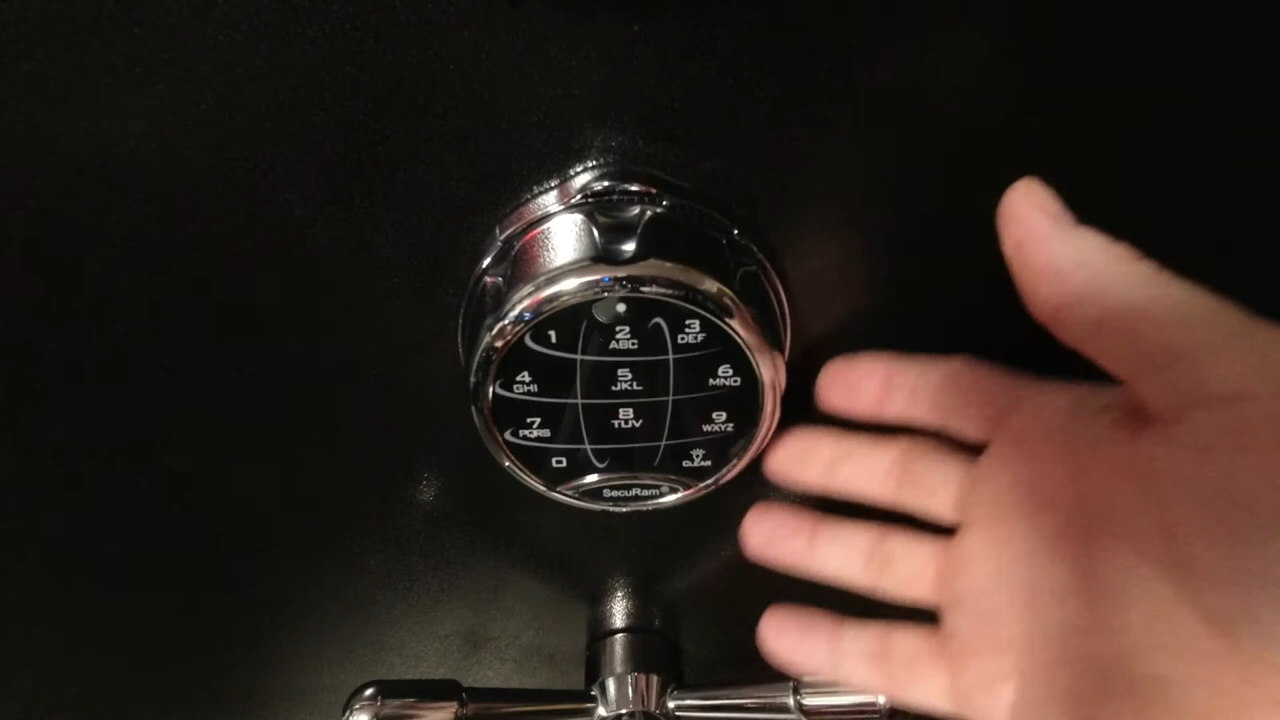 1 2 3
ABC DEF
4 5 6
GHI JKL MNO
7 8 9
PQRS TUV WXYZ
0 CLEAR
SecuRam®